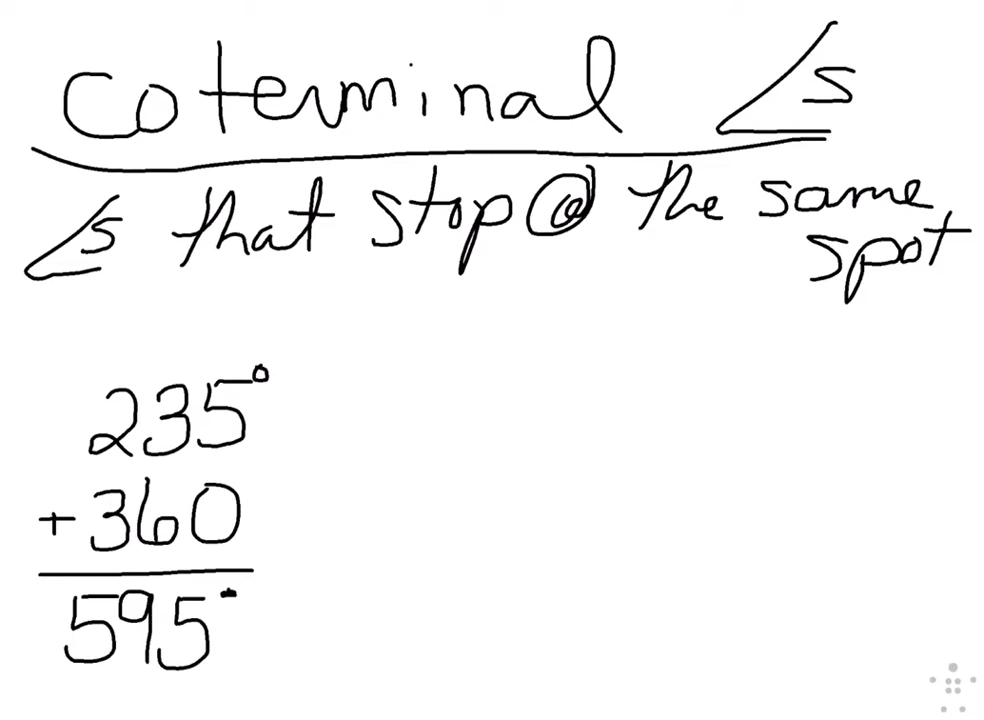 coterminal ∠s
∠s that stop @ the same
spot
235°
+ 360
595°